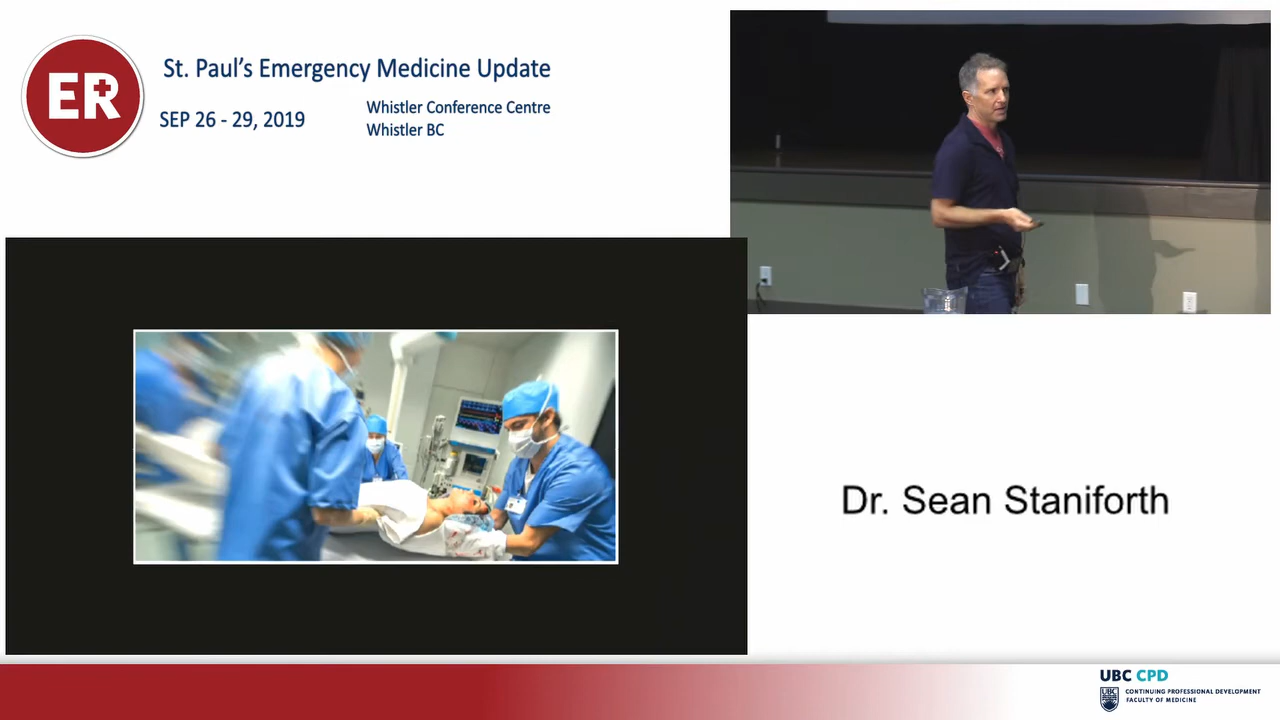 ER
St. Paul's Emergency Medicine Update
SEP 26 - 29, 2019
Whistler Conference Centre
Whistler BC
Dr. Sean Staniforth
UBC CPD
UBC
CONTINUING PROFESSIONAL DEVELOPMENT
FACULTY OF MEDICINE